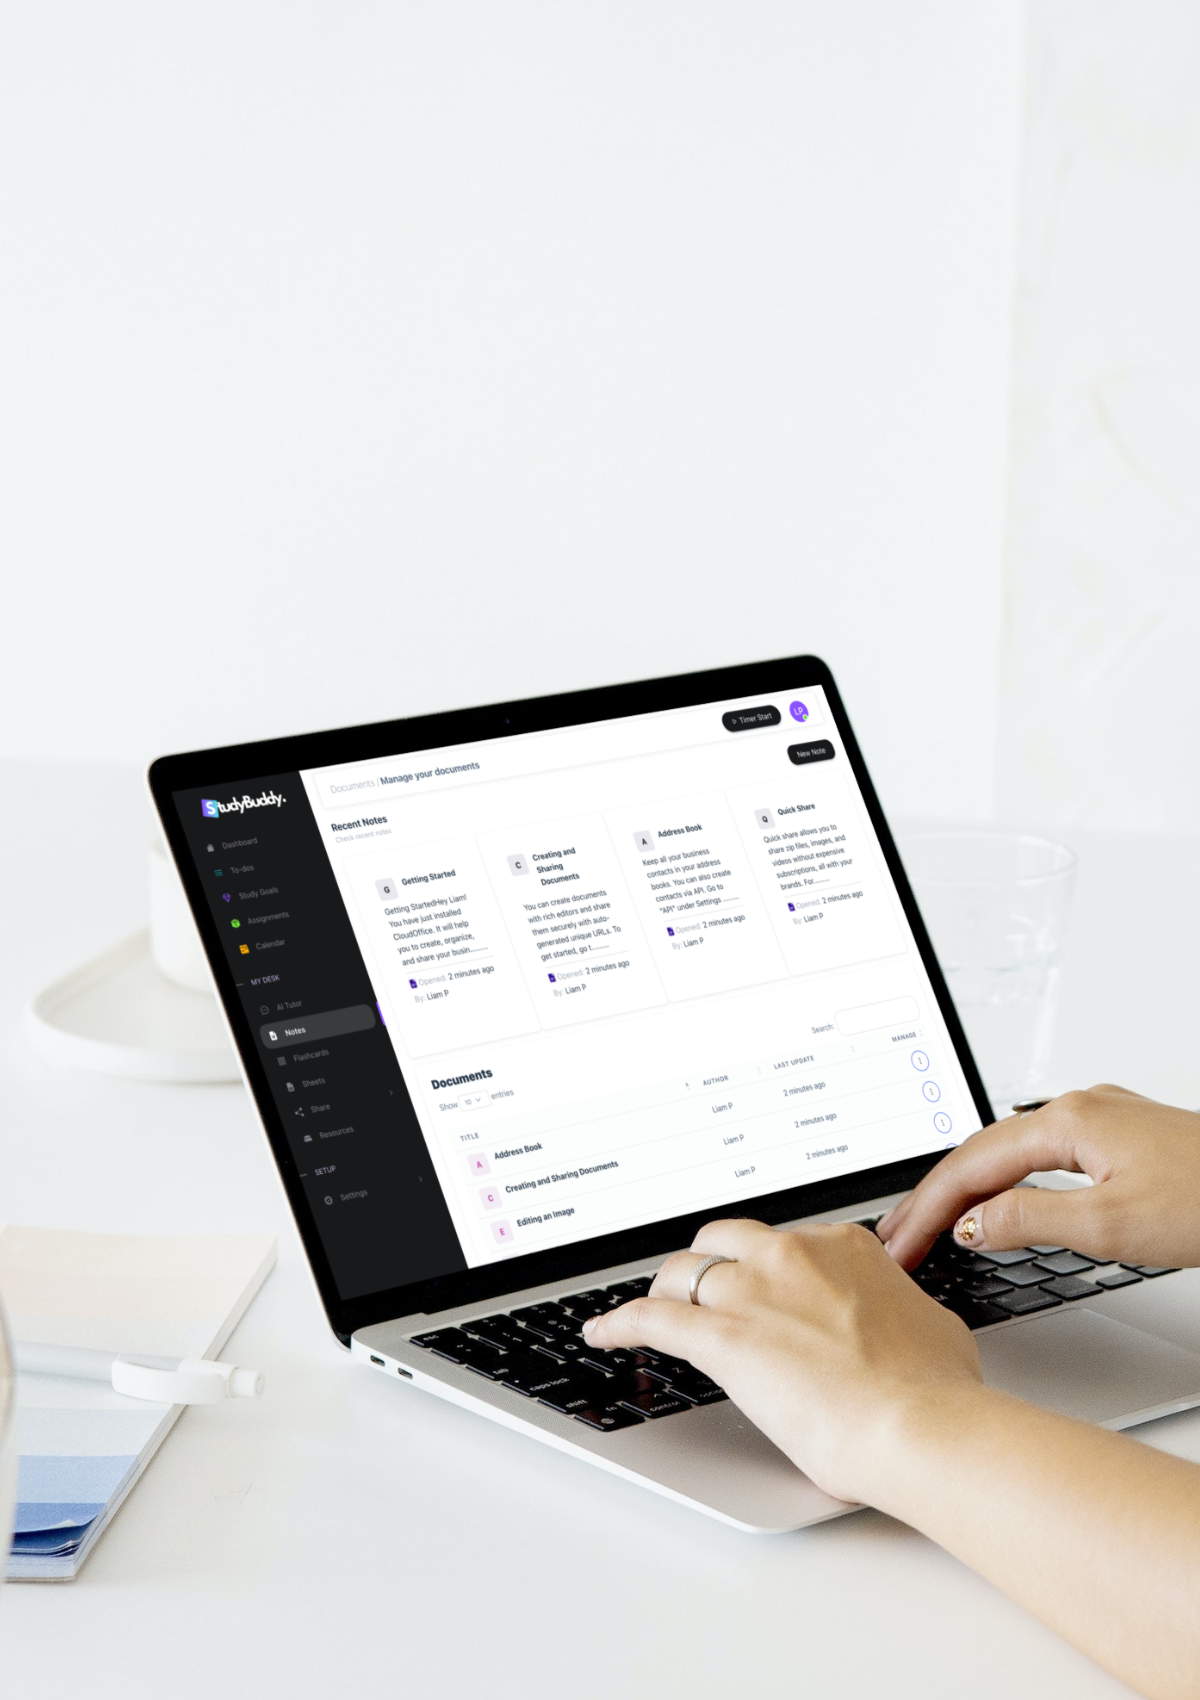 StudyBuddy.
Dashboard
To-dos
Study Goals
Assignments
Calendar
MY DESK
AI Tutor
Notes
Flashcards
Sheets
Share
Resources
SETUP
Settings
Documents / Manage your documents
Timer Start
LP
New Note
Recent Notes
Check recent notes
G
Getting Started
Getting StartedHey Liam!
You have just installed
CloudOffice. It will help
you to create, organize,
and share your busin.........
Opened: 2 minutes ago
By: Liam P
C
Creating and
Sharing
Documents
You can create documents
with rich editors and share
them securely with auto-
generated unique URLs. To
get started, go t.........
Opened: 2 minutes ago
By: Liam P
A
Address Book
Keep all your business
contacts in your address
books. You can also create
contacts via API. Go to
"API" under Settings .........
Opened: 2 minutes ago
By: Liam P
Q
Quick Share
Quick share allows you to
share zip files, images, and
videos without expensive
subscriptions, all with your
brands. For.........
Opened: 2 minutes ago
By: Liam P
Documents
Show 10 entries
Search:
TITLE AUTHOR LAST UPDATE MANAGE
A Address Book Liam P 2 minutes ago
C Creating and Sharing Documents Liam P 2 minutes ago
E Editing an Image Liam P 2 minutes ago
esc
tab
caps lock
shift
fn
control
Q
A
Z